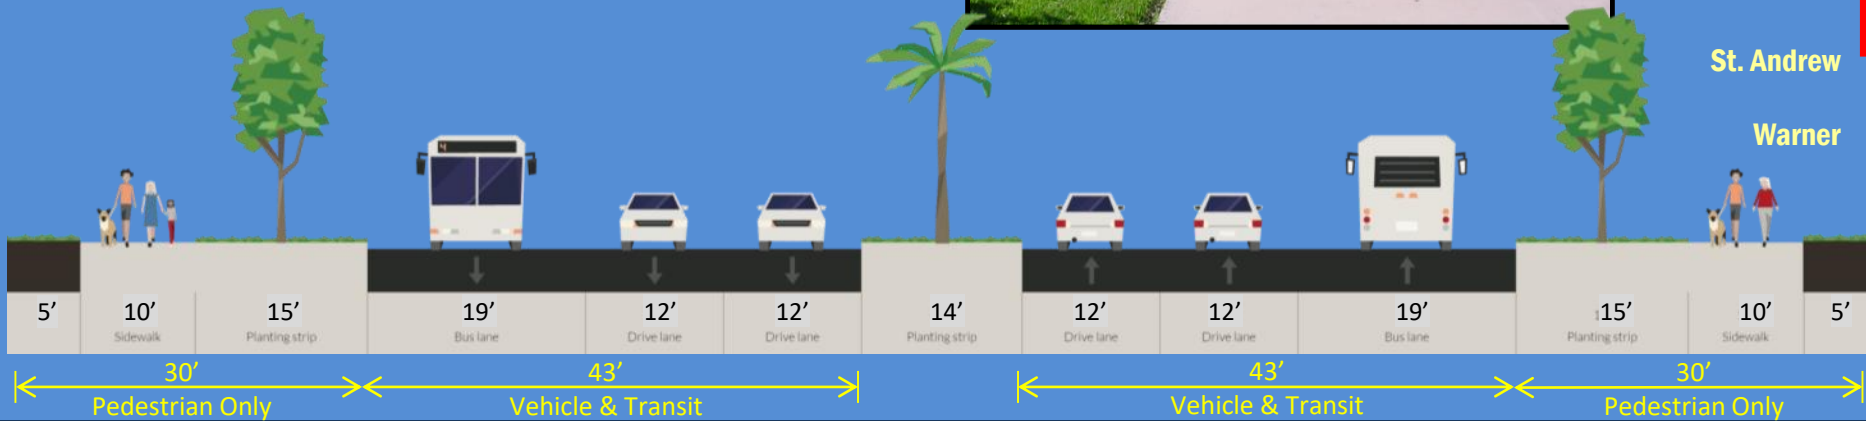 St. Andrew
Warner
4
5’ 10’ 15’ 19’ 12’ 12’ 14’ 12’ 12’ 19’ 15’ 10’ 5’
Sidewalk Planting strip Bus lane Drive lane Drive lane Planting strip Drive lane Drive lane Bus lane Planting strip Sidewalk
30’ 43’ 43’ 30’
Pedestrian Only Vehicle & Transit Vehicle & Transit Pedestrian Only